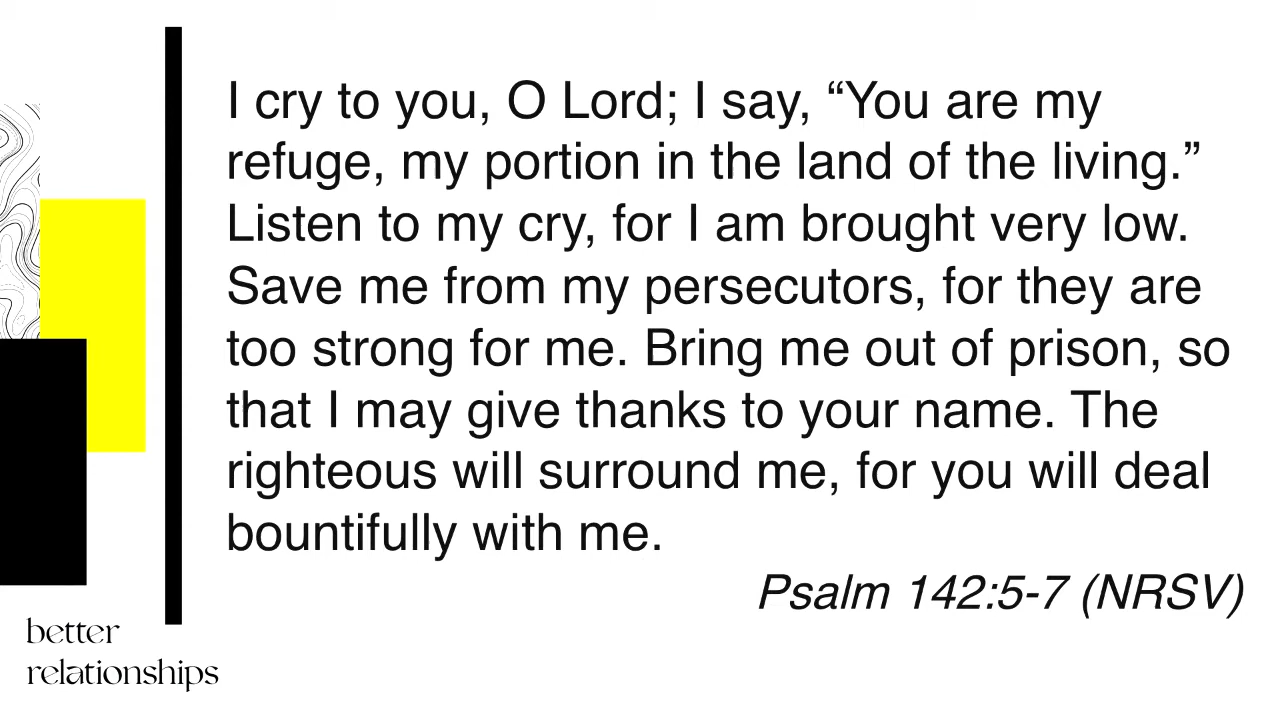 I cry to you, O Lord; I say, “You are my
refuge, my portion in the land of the living.”
Listen to my cry, for I am brought very low.
Save me from my persecutors, for they are
too strong for me. Bring me out of prison, so
that I may give thanks to your name. The
righteous will surround me, for you will deal
bountifully with me.
Psalm 142:5-7 (NRSV)
better
relationships